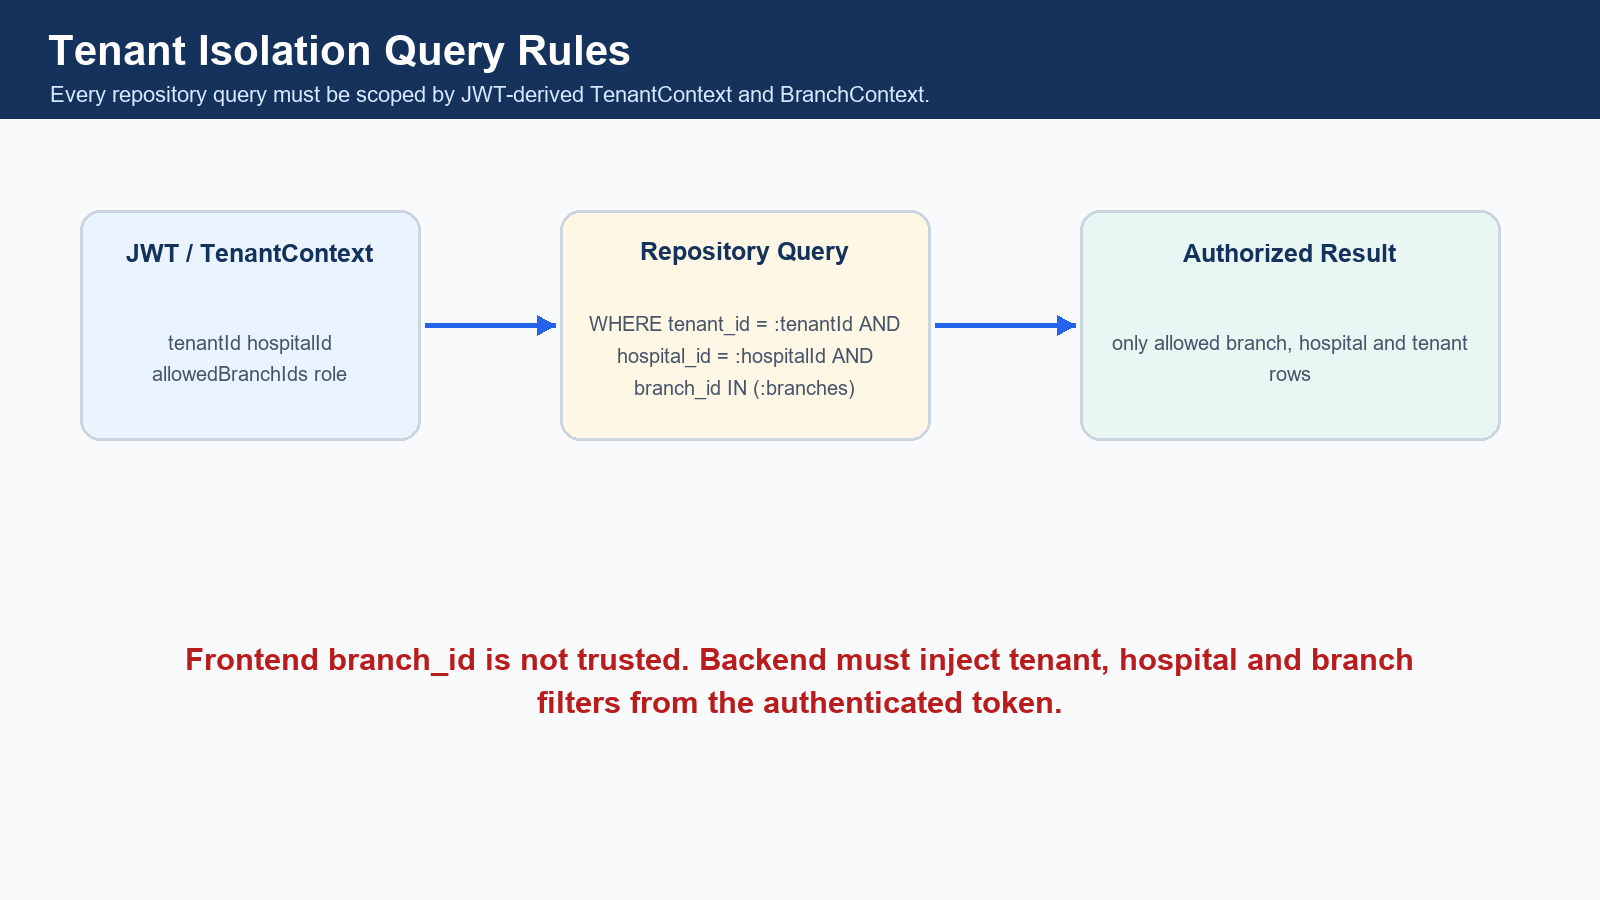 Tenant Isolation Query Rules
Every repository query must be scoped by JWT-derived TenantContext and BranchContext.
JWT / TenantContext
tenantId hospitalId
allowedBranchIds role
Repository Query
WHERE tenant_id = :tenantId AND
hospital_id = :hospitalId AND
branch_id IN (:branches)
Authorized Result
only allowed branch, hospital and tenant
rows
Frontend branch_id is not trusted. Backend must inject tenant, hospital and branch
filters from the authenticated token.